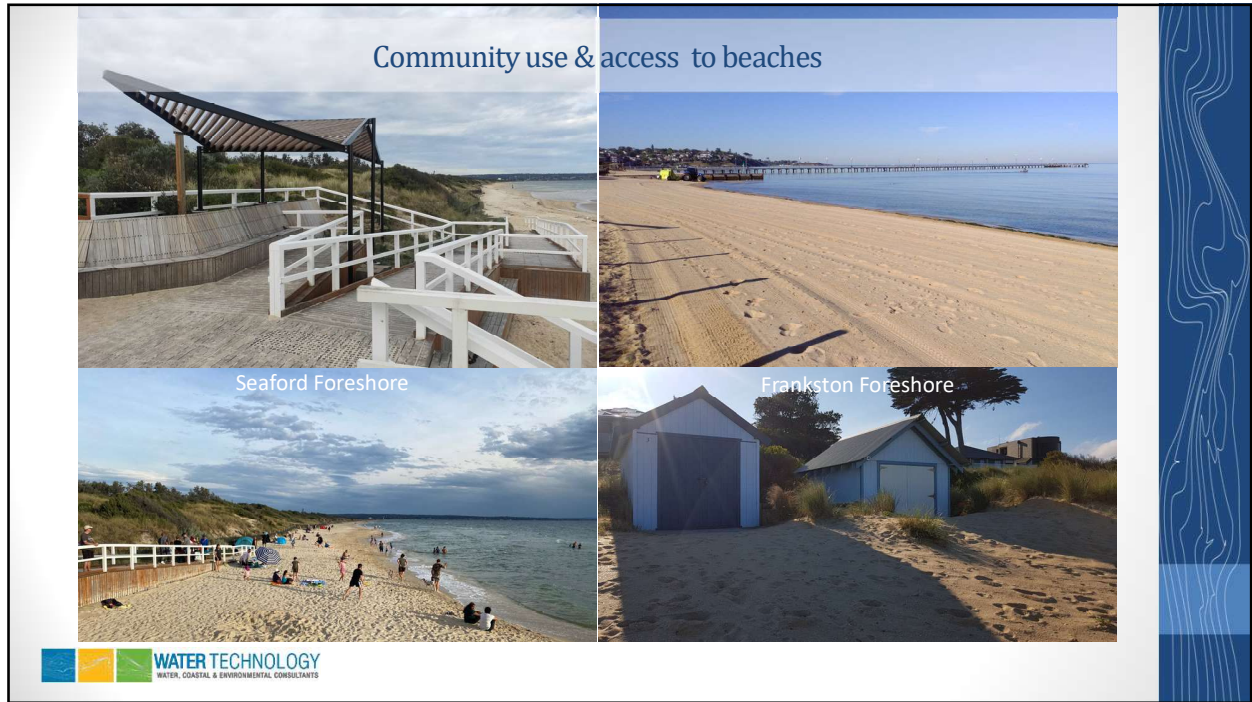 Community use & access to beaches
Seaford Foreshore
Frankston Foreshore
WATER TECHNOLOGY
WATER, COASTAL & ENVIRONMENTAL CONSULTANTS